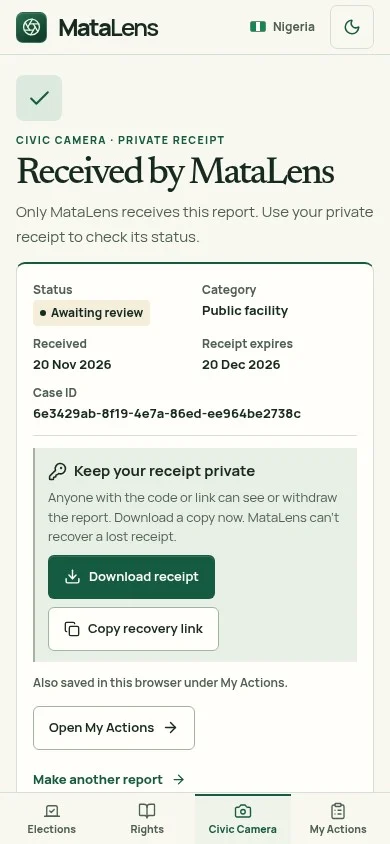 MataLens
Nigeria
CIVIC CAMERA · PRIVATE RECEIPT
Received by MataLens
Only MataLens receives this report. Use your private
receipt to check its status.
Status
Awaiting review
Category
Public facility
Received
20 Nov 2026
Receipt expires
20 Dec 2026
Case ID
6e3429ab-8f19-4e7a-86ed-ee964be2738c
Keep your receipt private
Anyone with the code or link can see or withdraw
the report. Download a copy now. MataLens can't
recover a lost receipt.
Download receipt
Copy recovery link
Also saved in this browser under My Actions.
Open My Actions
Make another report
Elections
Rights
Civic Camera
My Actions